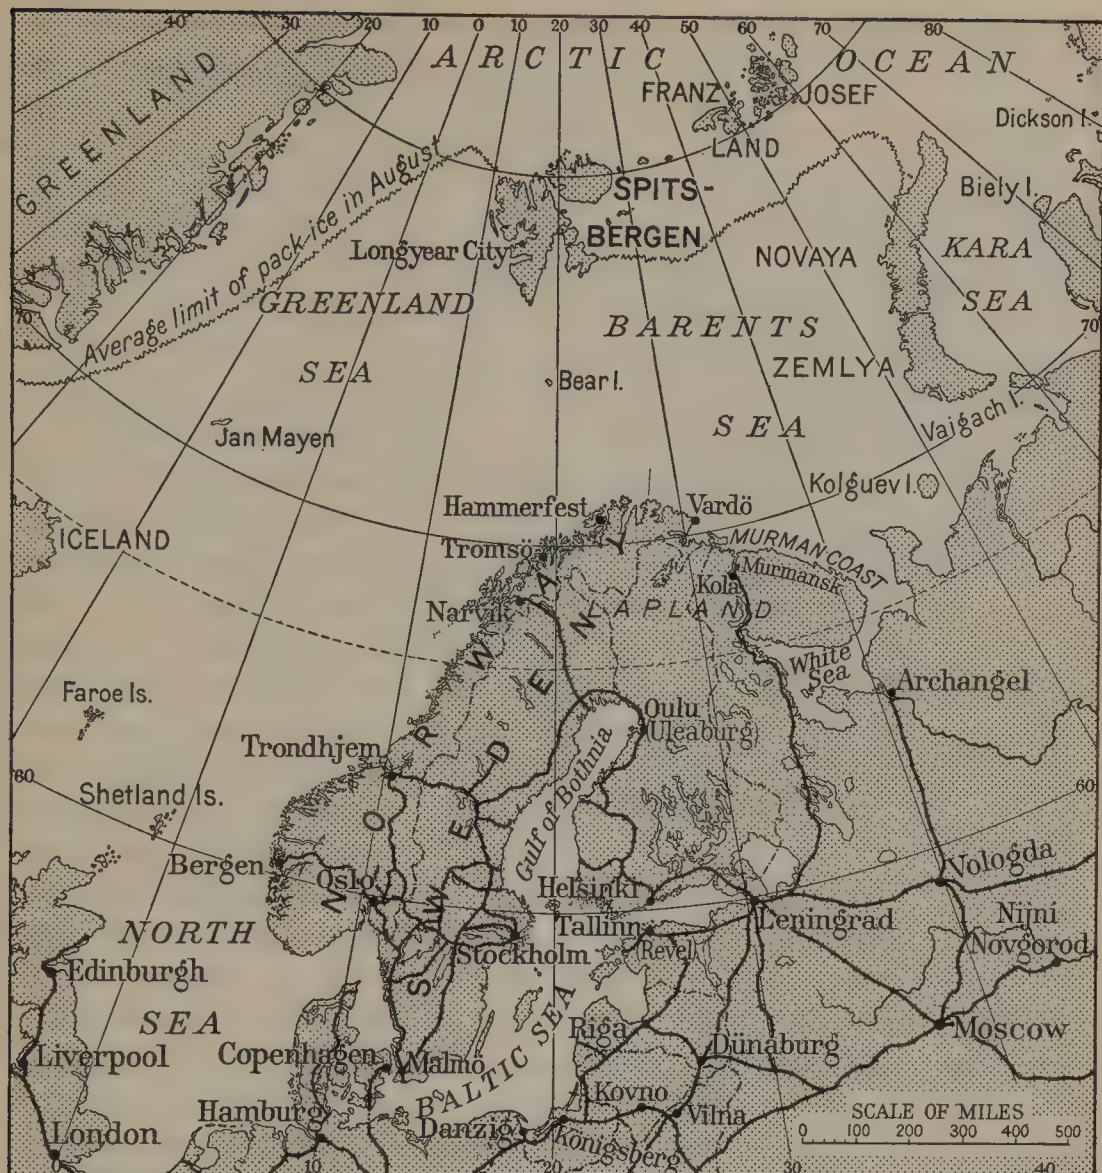 40 30 20 10 0 10 20 30 40 50 60 70 80
ARCTIC OCEAN
GREENLAND
FRANZ JOSEF
LAND
Dickson I.
Average limit of pack-ice in August
SPITS-
BERGEN
Longyear City
Biely I.
KARA
SEA
NOVAYA
ZEMLYA
GREENLAND
SEA
BARENTS
SEA
70
70
Bear I.
Jan Mayen
Vaigach I.
Kolguev I.
ICELAND
Hammerfest
Vardö
Tromsö
MURMAN COAST
Kola
Murmansk
Narvik
LAPLAND
White
Sea
Archangel
Faroe Is.
Oulu
(Uleaburg)
NORWAY
SWEDEN
Trondhjem
Gulf of Bothnia
60
60
Shetland Is.
Bergen
Oslo
Helsinki
Vologda
Tallinn
(Revel)
Leningrad
Nijni
Novgorod
NORTH
SEA
Stockholm
Edinburgh
BALTIC SEA
Riga
Moscow
Liverpool
Copenhagen
Malmö
Dünaburg
Kovno
Vilna
Hamburg
Danzig
Königsberg
London
SCALE OF MILES
0 100 200 300 400 500
0 10 20 30 40